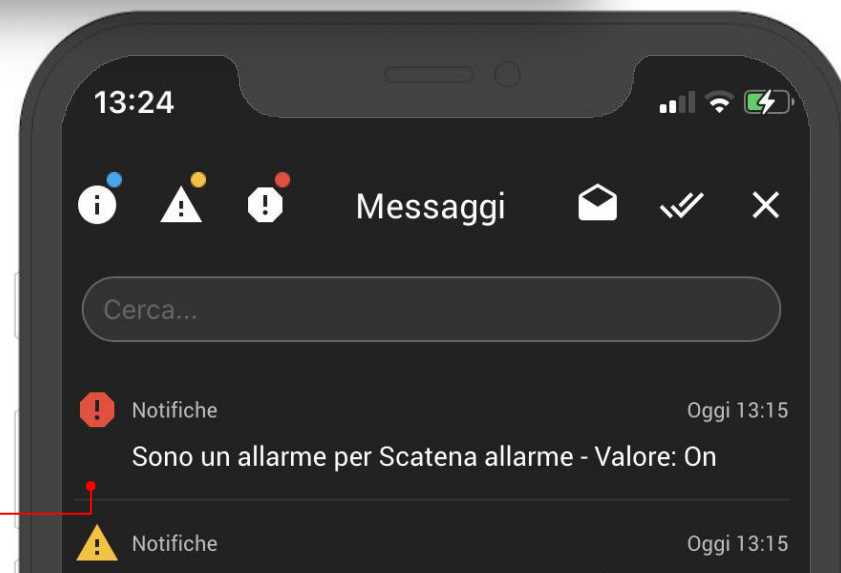 13:24
Messaggi
Cerca...
Notifiche Oggi 13:15
Sono un allarme per Scatena allarme - Valore: On
Notifiche Oggi 13:15